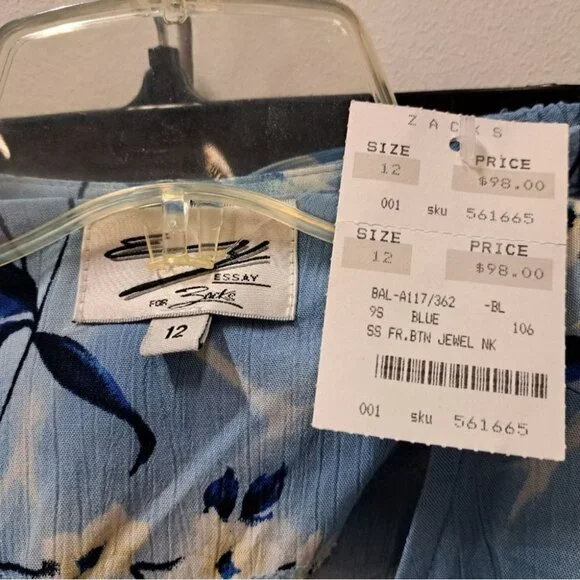 ZACKS
SIZE PRICE
12 $98.00
001 sku 561665
SIZE PRICE
12 $98.00
BAL-A117/362 -BL
9S BLUE 106
SS FR.BTN JEWEL NK
001 sku 561665
Essay
ESSAY
FOR Zacks
12